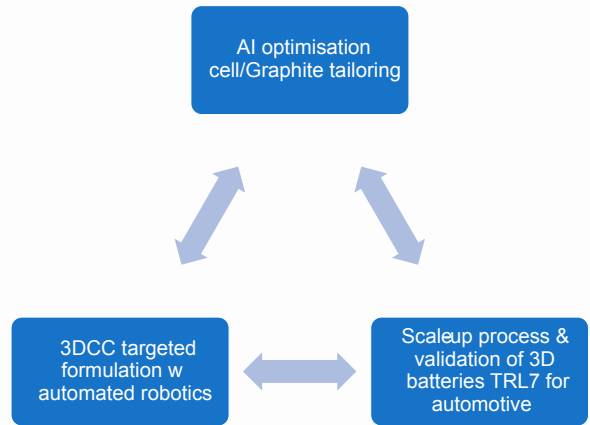 AI optimisation
cell/Graphite tailoring
3DCC targeted
formulation w
automated robotics
Scaleup process &
validation of 3D
batteries TRL7 for
automotive